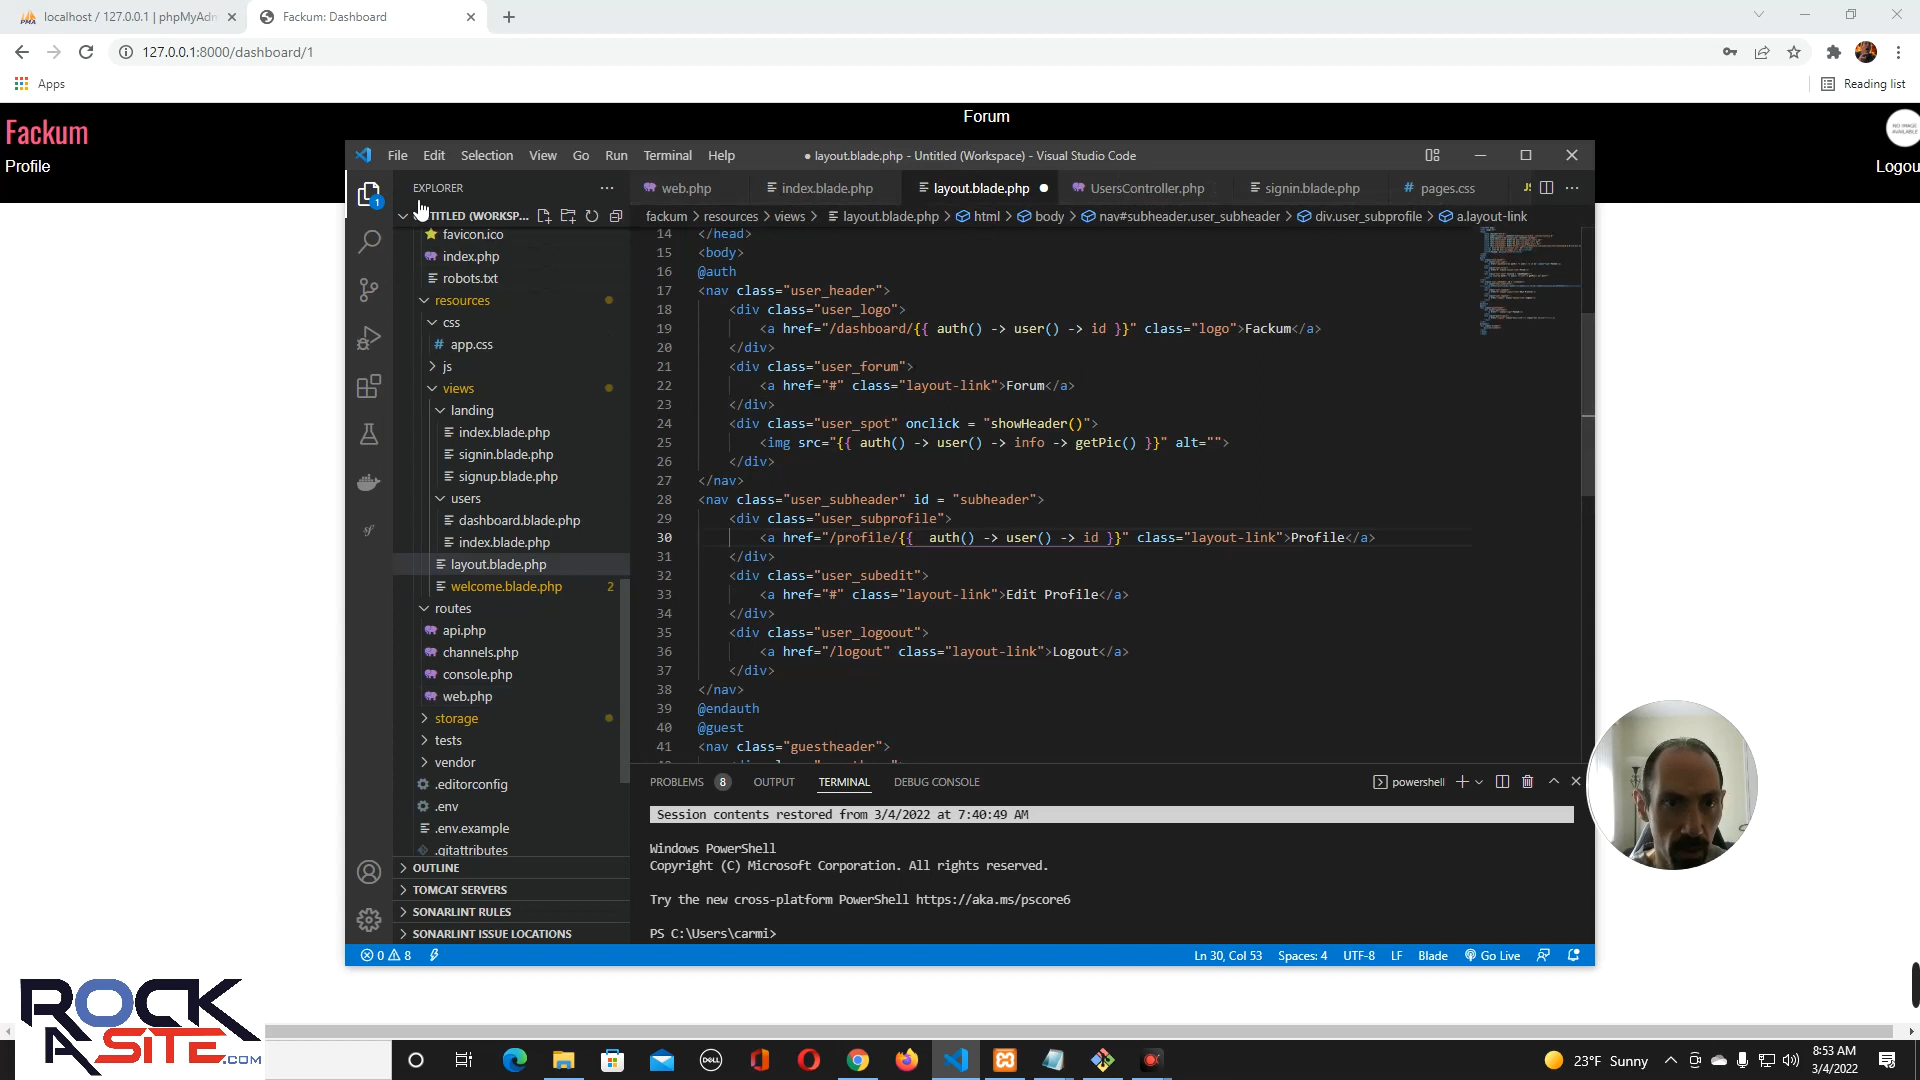 localhost / 127.0.0.1 | phpMyAdm
Fackum: Dashboard
127.0.0.1:8000/dashboard/1
Apps
Reading list
Forum
Fackum
Profile
NO IMAGE
AVAILABLE
Logou
File Edit Selection View Go Run Terminal Help
● layout.blade.php - Untitled (Workspace) - Visual Studio Code
EXPLORER
web.php
index.blade.php
layout.blade.php
UsersController.php
signin.blade.php
pages.css
JS
TITLED (WORKSP...
fackum > resources > views > layout.blade.php > html > body > nav#subheader.user_subheader > div.user_subprofile > a.layout-link
1
favicon.ico
index.php
robots.txt
resources
css
app.css
js
views
landing
index.blade.php
signin.blade.php
signup.blade.php
users
dashboard.blade.php
index.blade.php
layout.blade.php
welcome.blade.php 2
routes
api.php
channels.php
console.php
web.php
storage
tests
vendor
.editorconfig
.env
.env.example
.gitattributes
OUTLINE
TOMCAT SERVERS
SONARLINT RULES
SONARLINT ISSUE LOCATIONS
14 </head>
15 <body>
16 @auth
17 <nav class="user_header">
18 <div class="user_logo">
19 <a href="/dashboard/{{ auth() -> user() -> id }}" class="logo">Fackum</a>
20 </div>
21 <div class="user_forum">
22 <a href="#" class="layout-link">Forum</a>
23 </div>
24 <div class="user_spot" onclick = "showHeader()">
25 <img src="{{ auth() -> user() -> info -> getPic() }}" alt="">
26 </div>
27 </nav>
28 <nav class="user_subheader" id = "subheader">
29 <div class="user_subprofile">
30 <a href="/profile/{{  auth() -> user() -> id }}" class="layout-link">Profile</a>
31 </div>
32 <div class="user_subedit">
33 <a href="#" class="layout-link">Edit Profile</a>
34 </div>
35 <div class="user_logoout">
36 <a href="/logout" class="layout-link">Logout</a>
37 </div>
38 </nav>
39 @endauth
40 @guest
41 <nav class="guestheader">
PROBLEMS 8 OUTPUT TERMINAL DEBUG CONSOLE
powershell
Session contents restored from 3/4/2022 at 7:40:49 AM
Windows PowerShell
Copyright (C) Microsoft Corporation. All rights reserved.
Try the new cross-platform PowerShell https://aka.ms/pscore6
PS C:\Users\carmi>
0 8
Ln 30, Col 53 Spaces: 4 UTF-8 LF Blade Go Live
ROCK
A SITE.COM
DELL
23°F Sunny
8:53 AM
3/4/2022